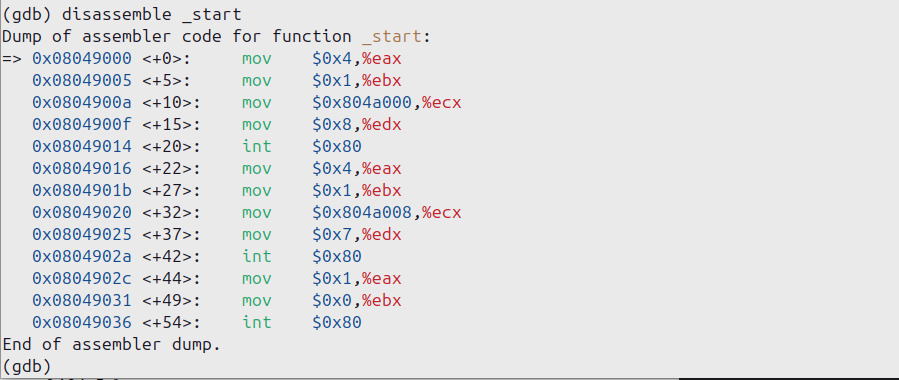 (gdb) disassemble _start
Dump of assembler code for function _start:
=> 0x08049000 <+0>:     mov    $0x4,%eax
   0x08049005 <+5>:     mov    $0x1,%ebx
   0x0804900a <+10>:    mov    $0x804a000,%ecx
   0x0804900f <+15>:    mov    $0x8,%edx
   0x08049014 <+20>:    int    $0x80
   0x08049016 <+22>:    mov    $0x4,%eax
   0x0804901b <+27>:    mov    $0x1,%ebx
   0x08049020 <+32>:    mov    $0x804a008,%ecx
   0x08049025 <+37>:    mov    $0x7,%edx
   0x0804902a <+42>:    int    $0x80
   0x0804902c <+44>:    mov    $0x1,%eax
   0x08049031 <+49>:    mov    $0x0,%ebx
   0x08049036 <+54>:    int    $0x80
End of assembler dump.
(gdb)